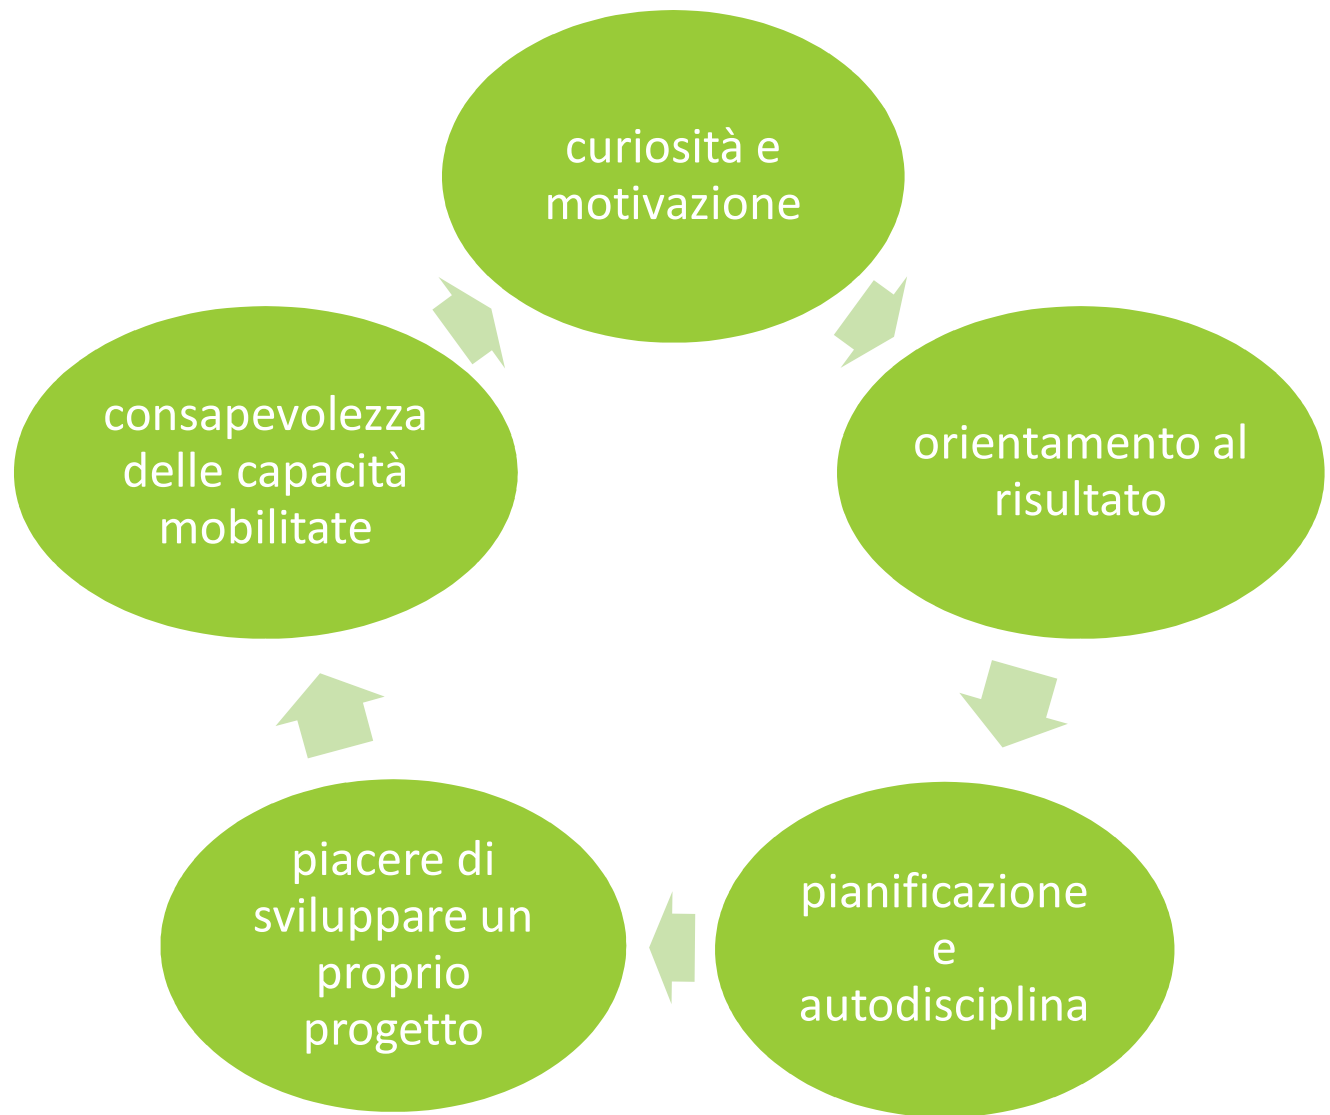 curiosità e
motivazione
orientamento al
risultato
pianificazione
e
autodisciplina
piacere di
sviluppare un
proprio
progetto
consapevolezza
delle capacità
mobilitate